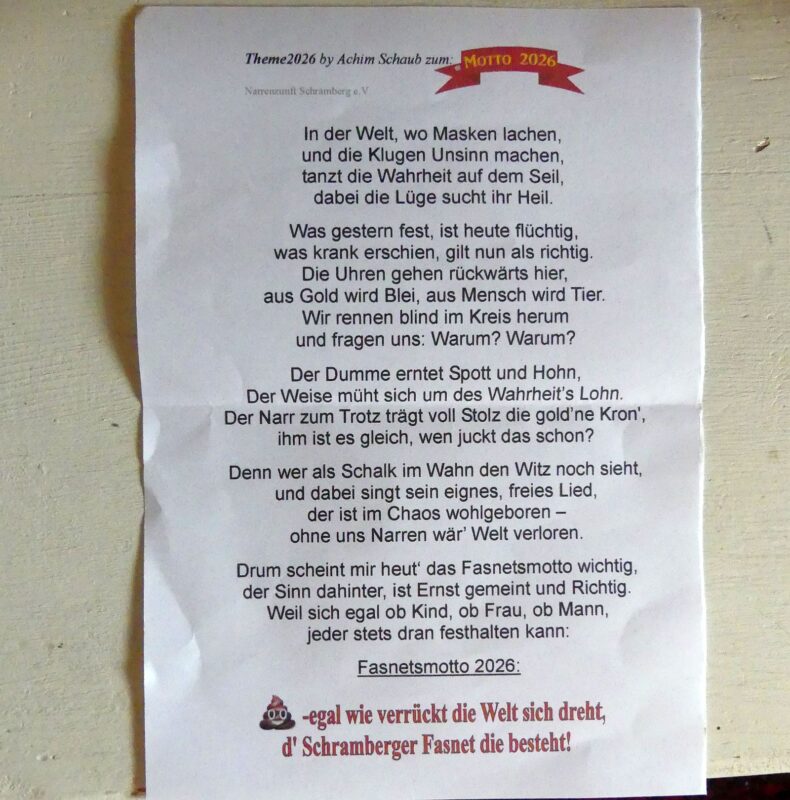 Theme2026 by Achim Schaub zum: MOTTO 2026
Narrenzunft Schramberg e.V
In der Welt, wo Masken lachen,
und die Klugen Unsinn machen,
tanzt die Wahrheit auf dem Seil,
dabei die Lüge sucht ihr Heil.
Was gestern fest, ist heute flüchtig,
was krank erschien, gilt nun als richtig.
Die Uhren gehen rückwärts hier,
aus Gold wird Blei, aus Mensch wird Tier.
Wir rennen blind im Kreis herum
und fragen uns: Warum? Warum?
Der Dumme erntet Spott und Hohn,
Der Weise müht sich um des Wahrheit's Lohn.
Der Narr zum Trotz trägt voll Stolz die gold'ne Kron',
ihm ist es gleich, wen juckt das schon?
Denn wer als Schalk im Wahn den Witz noch sieht,
und dabei singt sein eignes, freies Lied,
der ist im Chaos wohlgeboren –
ohne uns Narren wär' Welt verloren.
Drum scheint mir heut' das Fasnetsmotto wichtig,
der Sinn dahinter, ist Ernst gemeint und Richtig.
Weil sich egal ob Kind, ob Frau, ob Mann,
jeder stets dran festhalten kann:
Fasnetsmotto 2026:
💩 -egal wie verrückt die Welt sich dreht,
d' Schramberger Fasnet die besteht!